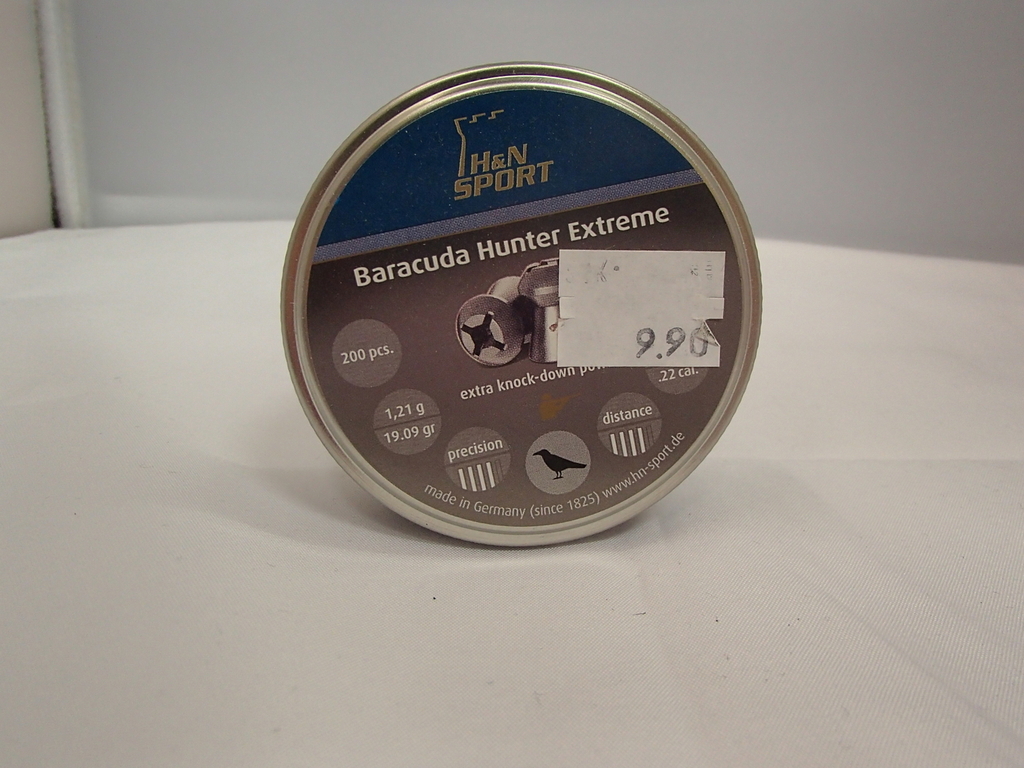 H&N
SPORT
Baracuda Hunter Extreme
9.90
200 pcs.
extra knock-down
.22 cal.
1,21 g
19.09 gr
precision
distance
made in Germany (since 1825) www.hn-sport.de